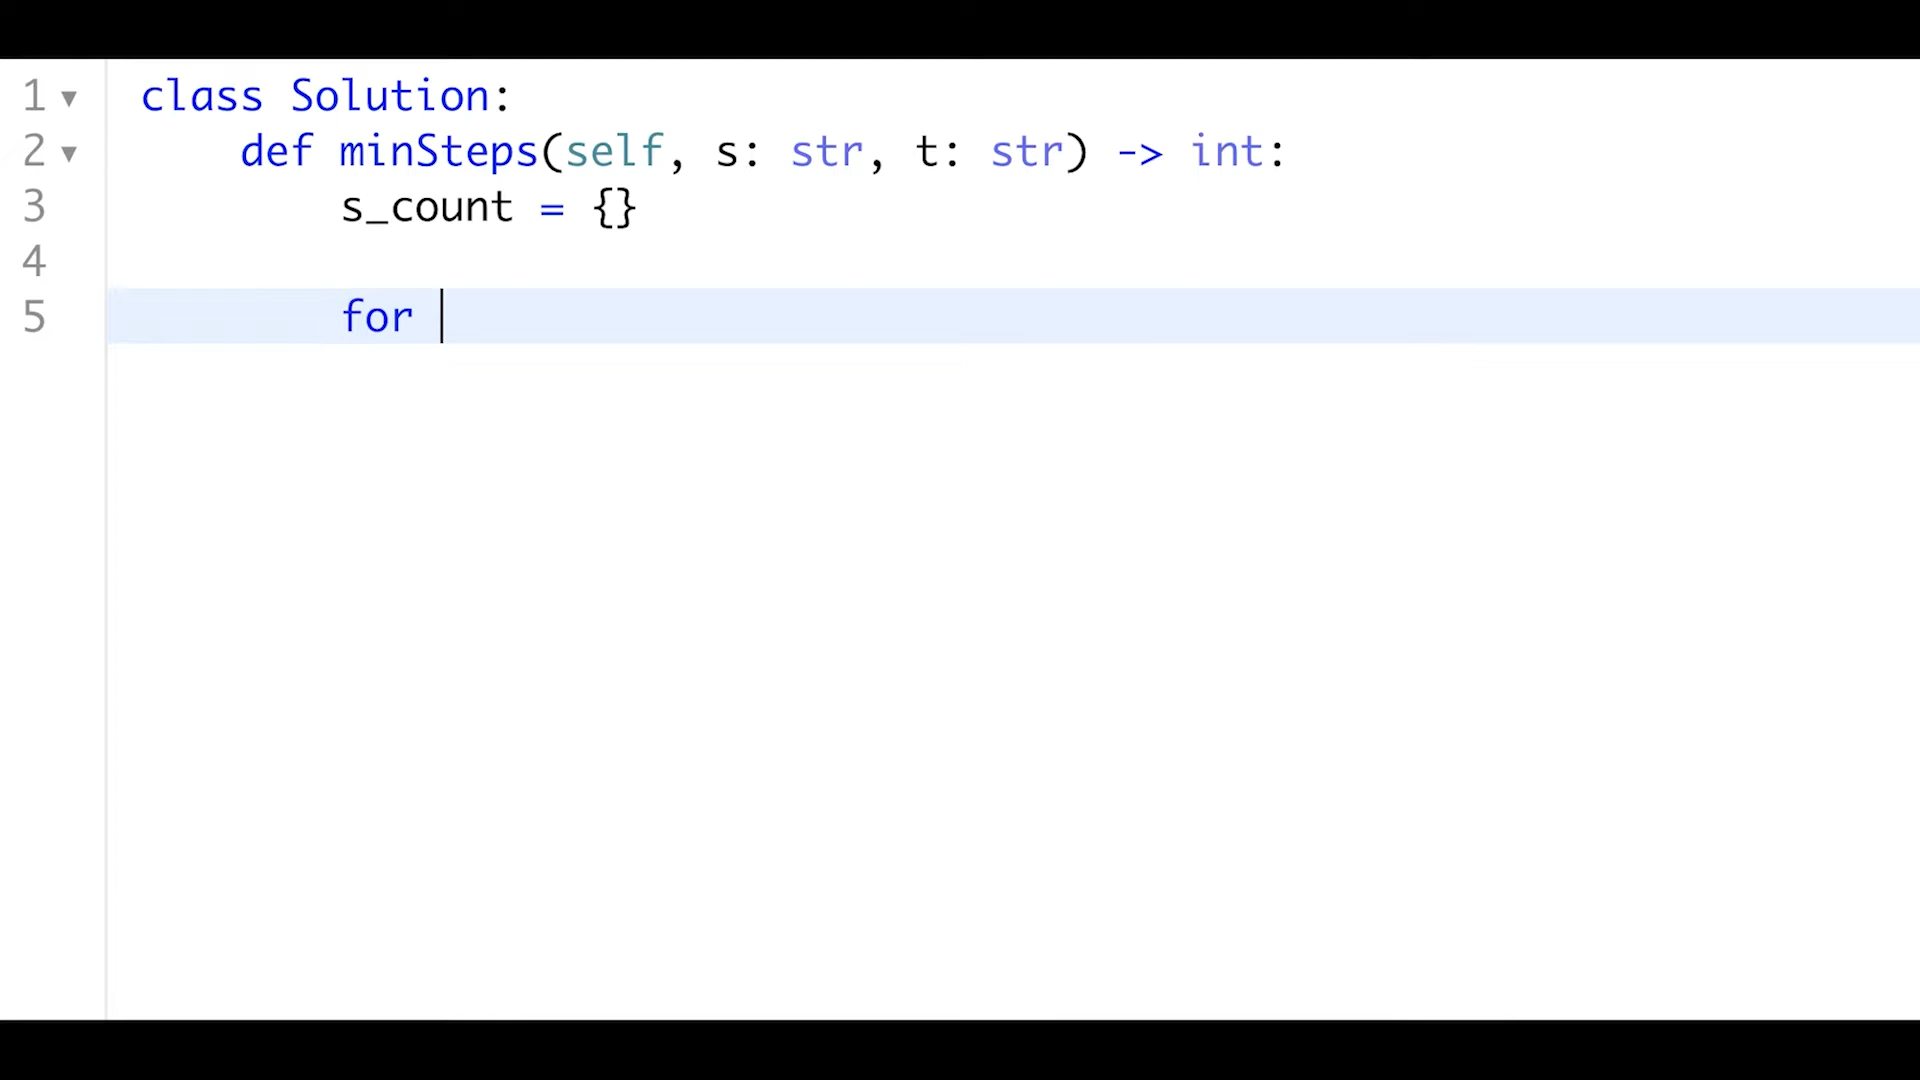 1 class Solution:
2 def minSteps(self, s: str, t: str) -> int:
3 s_count = {}
4
5 for